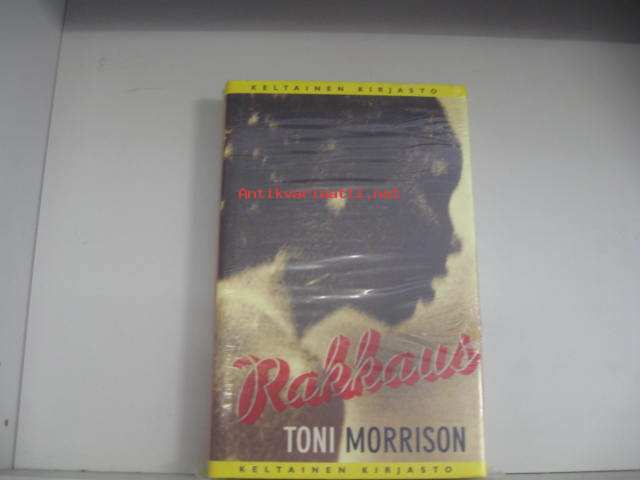 KELTAINEN KIRJASTO
Antikvariaatti.net
Rakkaus
TONI MORRISON
KELTAINEN KIRJASTO